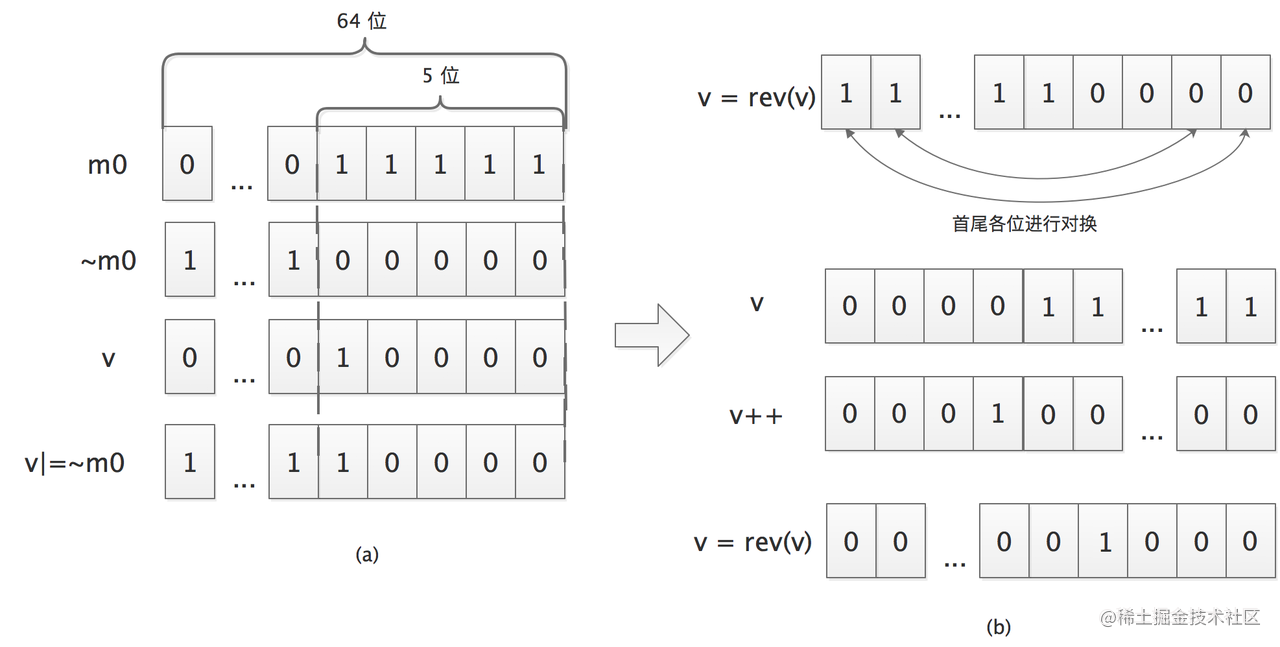 64 位
5 位
m0 0 ... 0 1 1 1 1 1
~m0 1 ... 1 0 0 0 0 0
v 0 ... 0 1 0 0 0 0
v|=~m0 1 ... 1 1 0 0 0 0
(a)
v = rev(v) 1 1 ... 1 1 0 0 0 0
首尾各位进行对换
v 0 0 0 0 1 1 ... 1 1
v++ 0 0 0 1 0 0 ... 0 0
v = rev(v) 0 0 ... 0 0 1 0 0 0
(b)
@稀土掘金技术社区